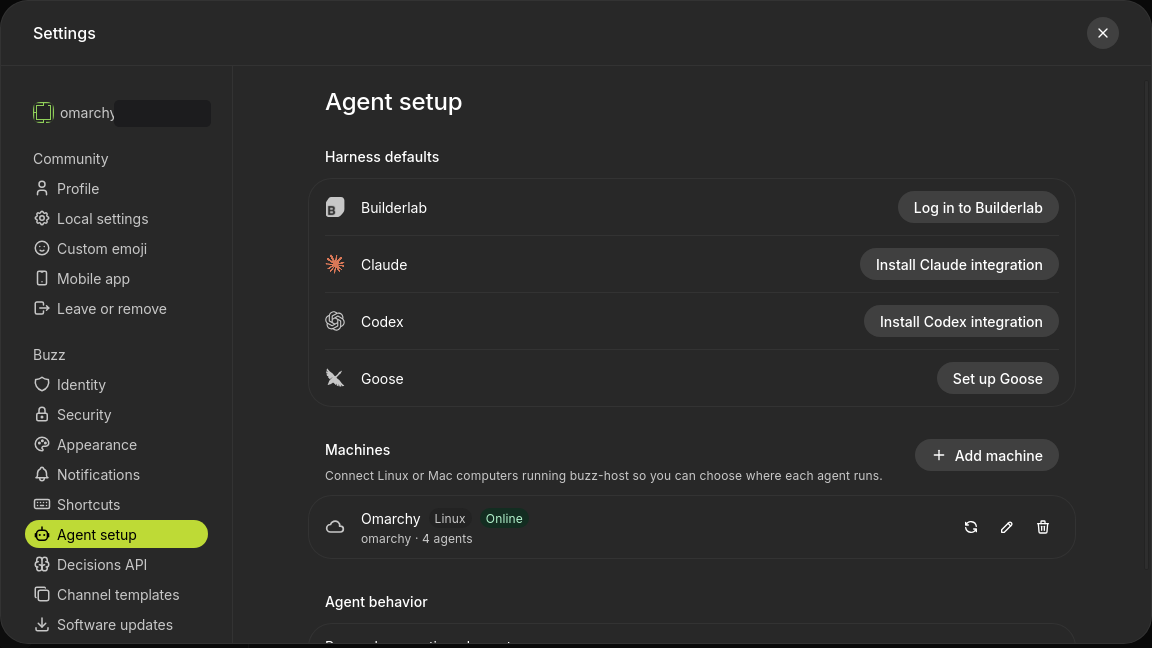 Settings
omarchy
Community
Profile
Local settings
Custom emoji
Mobile app
Leave or remove
Buzz
Identity
Security
Appearance
Notifications
Shortcuts
Agent setup
Decisions API
Channel templates
Software updates
Agent setup
Harness defaults
B Builderlab Log in to Builderlab
Claude Install Claude integration
Codex Install Codex integration
Goose Set up Goose
Machines
Connect Linux or Mac computers running buzz-host so you can choose where each agent runs.
+ Add machine
Omarchy Linux Online
omarchy · 4 agents
Agent behavior